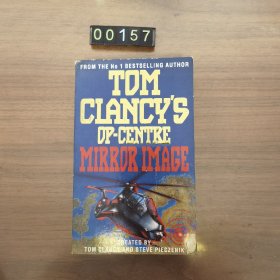 00157
FROM THE No 1 BESTSELLING AUTHOR
TOM
CLANCY'S
OP-CENTRE
MIRROR IMAGE
CREATED BY
TOM CLANCY AND STEVE PIECZENIK